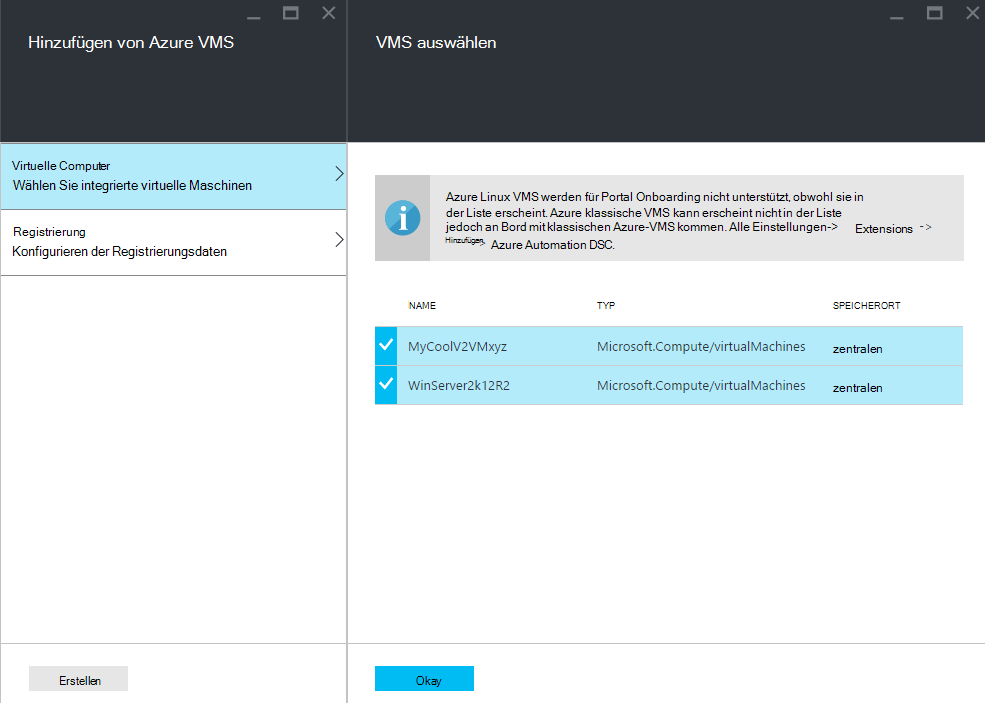 Hinzufügen von Azure VMS
VMS auswählen
Virtuelle Computer
Wählen Sie integrierte virtuelle Maschinen
Registrierung
Konfigurieren der Registrierungsdaten
Azure Linux VMS werden für Portal Onboarding nicht unterstützt, obwohl sie in
der Liste erscheint. Azure klassische VMS kann erscheint nicht in der Liste
jedoch an Bord mit klassischen Azure-VMS kommen. Alle Einstellungen-> Extensions ->
Hinzufügen, Azure Automation DSC.
NAME TYP SPEICHERORT
MyCoolV2VMxyz Microsoft.Compute/virtualMachines zentralen
WinServer2k12R2 Microsoft.Compute/virtualMachines zentralen
Erstellen
Okay